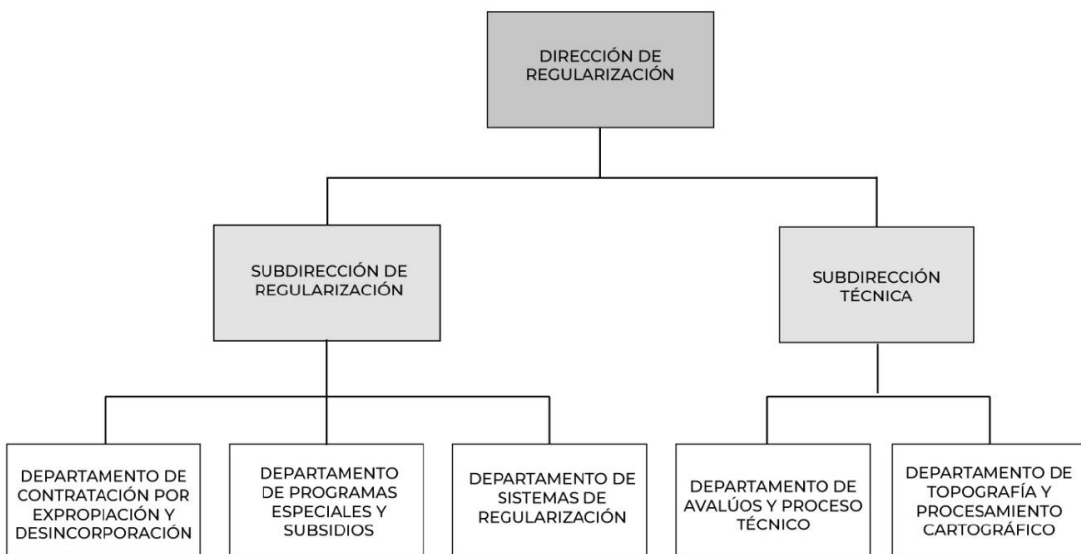 DIRECCIÓN DE
REGULARIZACIÓN
SUBDIRECCIÓN DE
REGULARIZACIÓN
SUBDIRECCIÓN
TÉCNICA
DEPARTAMENTO DE
CONTRATACIÓN POR
EXPROPIACIÓN Y
DESINCORPORACIÓN
DEPARTAMENTO
DE PROGRAMAS
ESPECIALES Y
SUBSIDIOS
DEPARTAMENTO DE
SISTEMAS DE
REGULARIZACIÓN
DEPARTAMENTO DE
AVALÚOS Y PROCESO
TÉCNICO
DEPARTAMENTO DE
TOPOGRAFÍA Y
PROCESAMIENTO
CARTOGRÁFICO